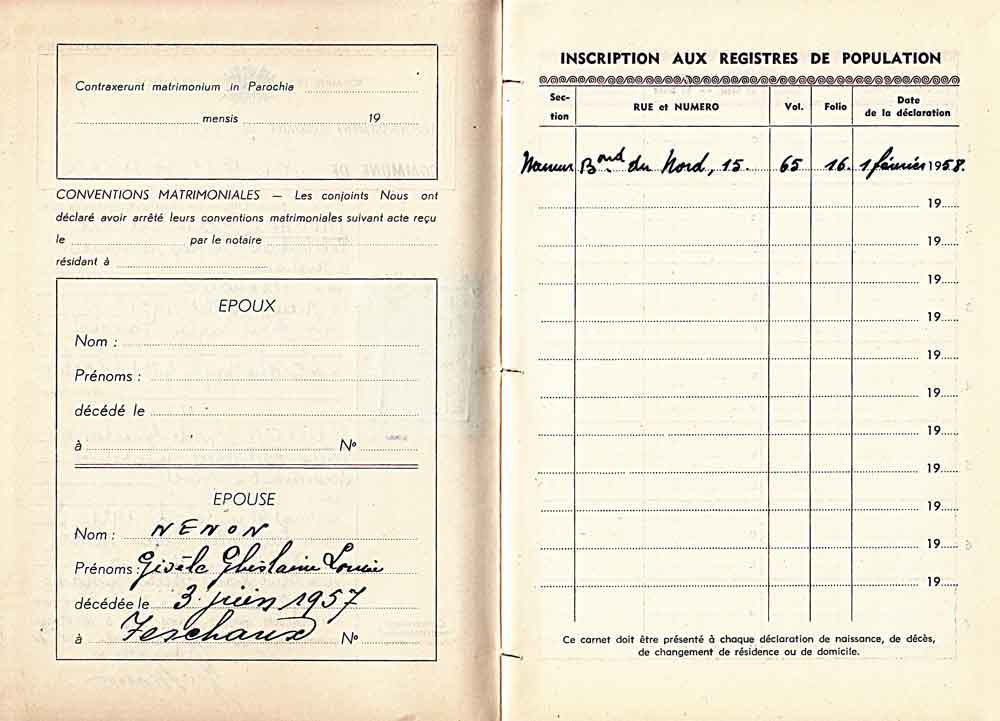 Contraxerunt matrimonium in Parochia
mensis 19
CONVENTIONS MATRIMONIALES — Les conjoints Nous ont
déclaré avoir arrêté leurs conventions matrimoniales suivant acte reçu
le par le notaire
résidant à
EPOUX
Nom :
Prénoms :
décédé le
à Nº
EPOUSE
Nom : NENON
Prénoms : Gisèle Ghislaine Louise
décédée le 3 juin 1957
à Feschaux Nº
INSCRIPTION AUX REGISTRES DE POPULATION
Sec-
tion
RUE et NUMERO
Vol.
Folio
Date
de la déclaration
Namur Bond du Nord, 15. 65 16. 1 février 1958.
19
19
19
19
19
19
19
19
19
19
19
Ce carnet doit être présenté à chaque déclaration de naissance, de décès,
de changement de résidence ou de domicile.